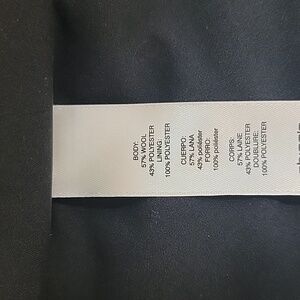 BODY:
57% WOOL
43% POLYESTER
LINING:
100% POLYESTER
CUERPO:
57% LANA
43% poliéster
FORRO:
100% poliéster
CORPS:
57% LAINE
43% POLYESTER
DOUBLURE:
100% POLYESTER